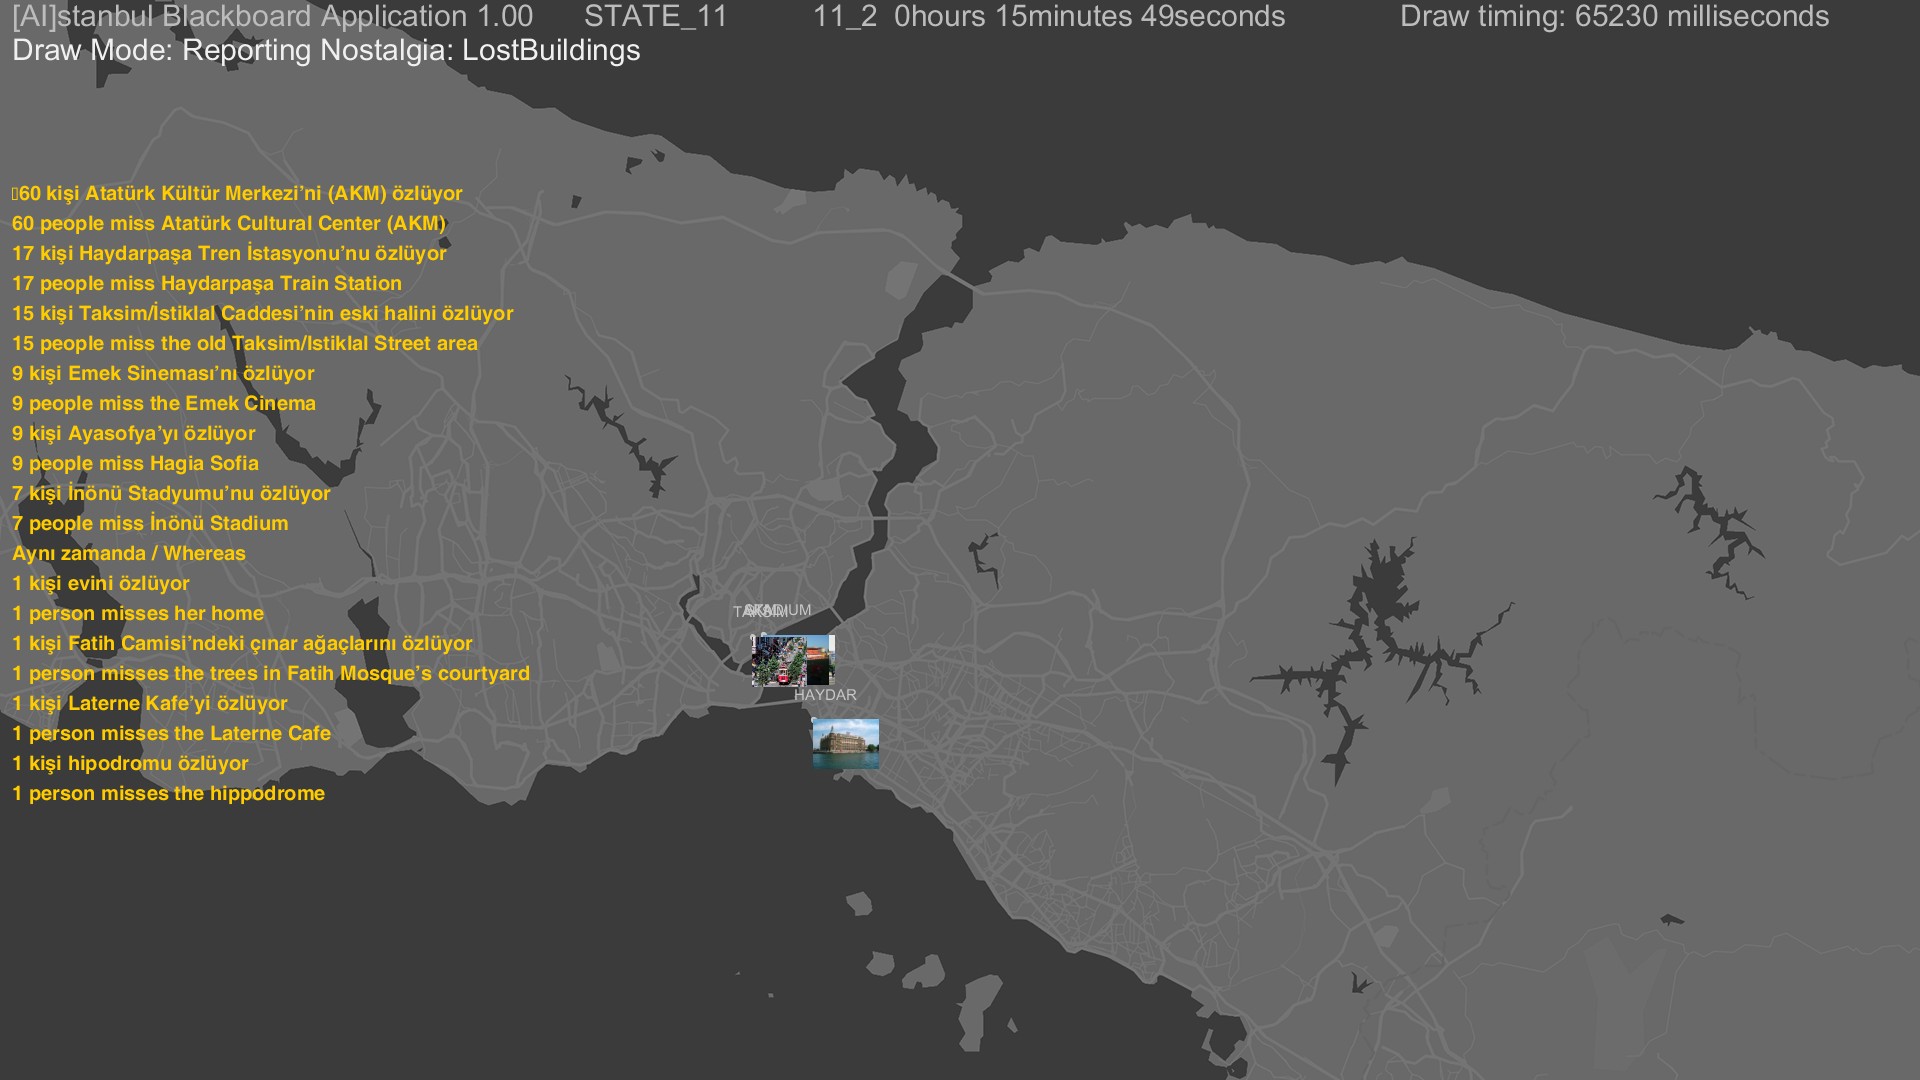 [AI]stanbul Blackboard Application 1.00 STATE_11 11_2 0hours 15minutes 49seconds Draw timing: 65230 milliseconds
Draw Mode: Reporting Nostalgia: LostBuildings
60 kişi Atatürk Kültür Merkezi’ni (AKM) özlüyor
60 people miss Atatürk Cultural Center (AKM)
17 kişi Haydarpaşa Tren İstasyonu’nu özlüyor
17 people miss Haydarpaşa Train Station
15 kişi Taksim/İstiklal Caddesi’nin eski halini özlüyor
15 people miss the old Taksim/Istiklal Street area
9 kişi Emek Sineması’nı özlüyor
9 people miss the Emek Cinema
9 kişi Ayasofya’yı özlüyor
9 people miss Hagia Sofia
7 kişi İnönü Stadyumu’nu özlüyor
7 people miss İnönü Stadium
Aynı zamanda / Whereas
1 kişi evini özlüyor
1 person misses her home
1 kişi Fatih Camisi’ndeki çınar ağaçlarını özlüyor
1 person misses the trees in Fatih Mosque’s courtyard
1 kişi Laterne Kafe’yi özlüyor
1 person misses the Laterne Cafe
1 kişi hipodromu özlüyor
1 person misses the hippodrome
TAKSIM
STADIUM
HAYDAR